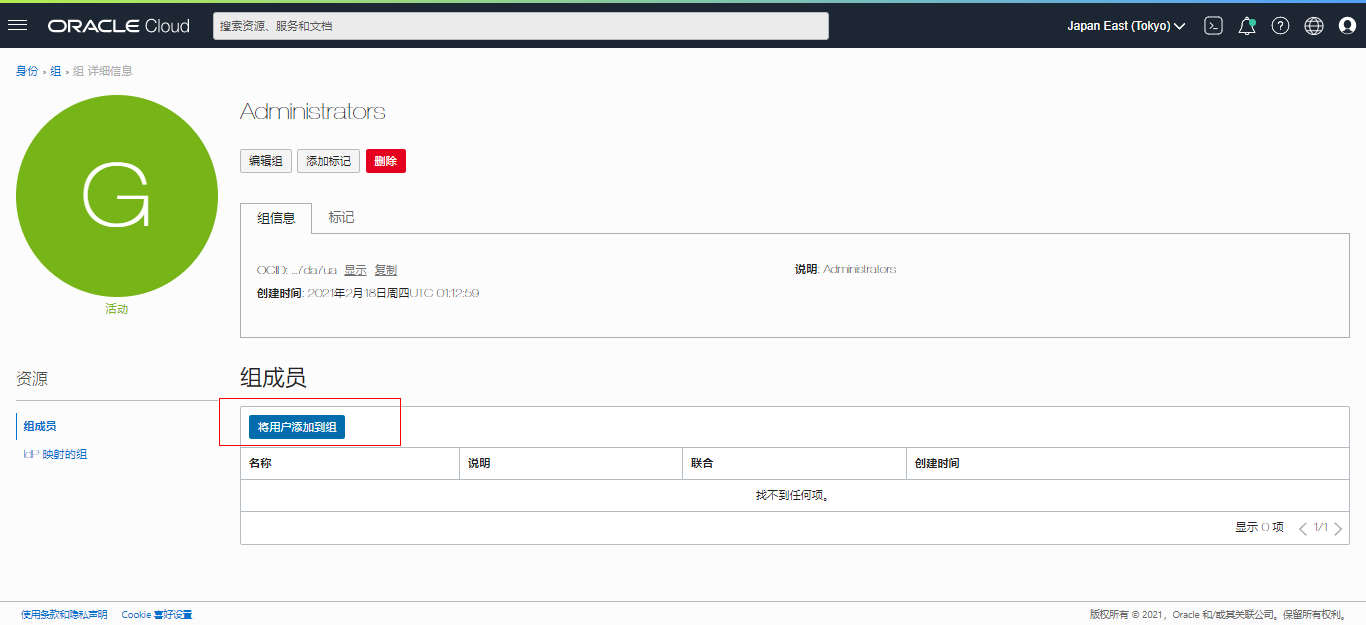 ORACLE Cloud
搜索资源、服务和文档
Japan East (Tokyo)
身份 » 组 » 组 详细信息
G
活动
Administrators
编辑组 添加标记 删除
组信息 标记
OCID: ...7da7ua 显示 复制
说明: Administrators
创建时间: 2021年2月18日周四UTC 01:12:59
资源
组成员
IdP 映射的组
组成员
将用户添加到组
名称 说明 联合 创建时间
找不到任何项。
显示 0 项 1/1
使用条款和隐私声明 Cookie 喜好设置
版权所有 © 2021，Oracle 和/或其关联公司。保留所有权利。